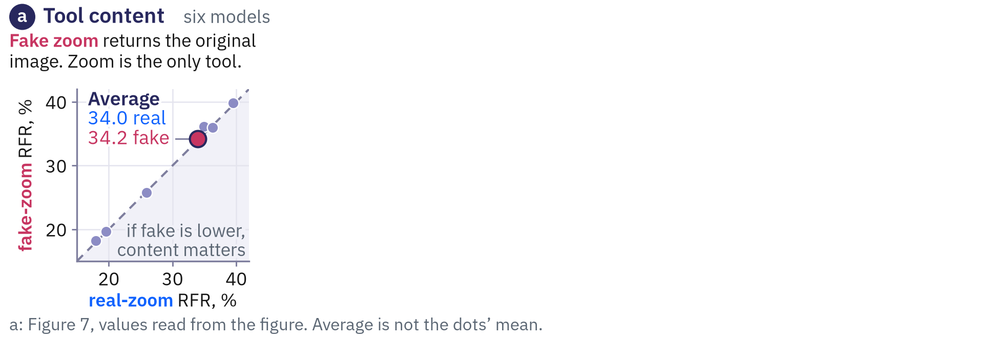 a Tool content six models
Fake zoom returns the original
image. Zoom is the only tool.
Average
34.0 real
34.2 fake
40
30
20
fake-zoom RFR, %
if fake is lower,
content matters
20 30 40
real-zoom RFR, %
a: Figure 7, values read from the figure. Average is not the dots’ mean.